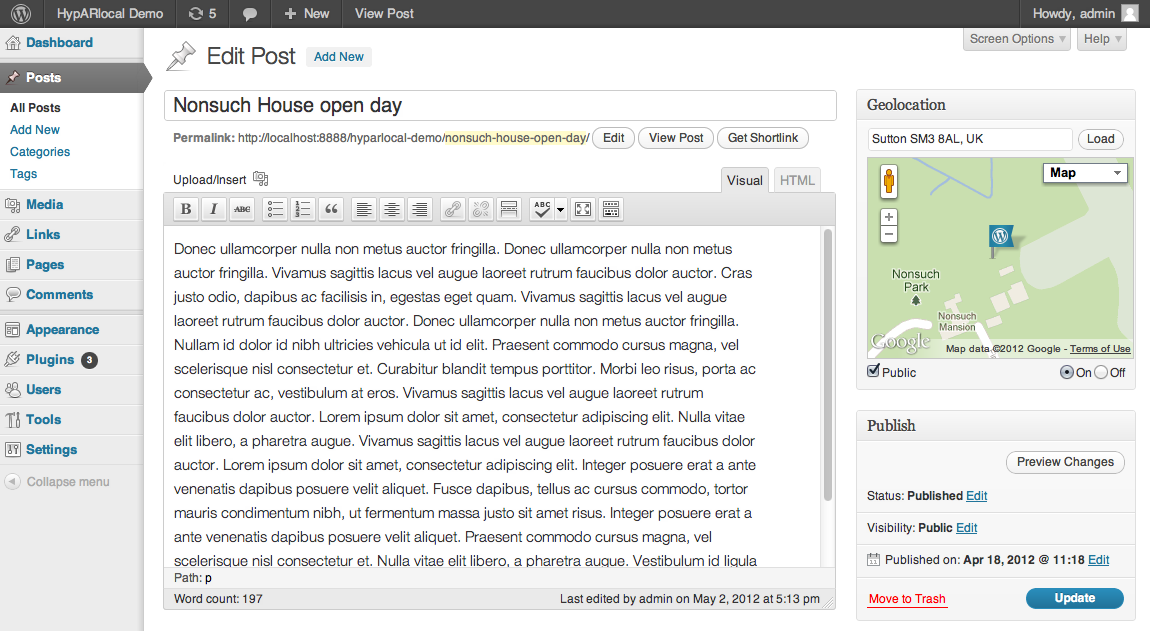 HypARlocal Demo 5 New View Post Howdy, admin
Screen Options Help
Dashboard
Posts
All Posts
Add New
Categories
Tags
Media
Links
Pages
Comments
Appearance
Plugins 3
Users
Tools
Settings
Collapse menu
Edit Post Add New
Nonsuch House open day
Permalink: http://localhost:8888/hyparlocal-demo/nonsuch-house-open-day/ Edit View Post Get Shortlink
Upload/Insert Visual HTML
B I ABC ABC
Donec ullamcorper nulla non metus auctor fringilla. Donec ullamcorper nulla non metus
auctor fringilla. Vivamus sagittis lacus vel augue laoreet rutrum faucibus dolor auctor. Cras
justo odio, dapibus ac facilisis in, egestas eget quam. Vivamus sagittis lacus vel augue
laoreet rutrum faucibus dolor auctor. Donec ullamcorper nulla non metus auctor fringilla.
Nullam id dolor id nibh ultricies vehicula ut id elit. Praesent commodo cursus magna, vel
scelerisque nisl consectetur et. Curabitur blandit tempus porttitor. Morbi leo risus, porta ac
consectetur ac, vestibulum at eros. Vivamus sagittis lacus vel augue laoreet rutrum
faucibus dolor auctor. Lorem ipsum dolor sit amet, consectetur adipiscing elit. Nulla vitae
elit libero, a pharetra augue. Vivamus sagittis lacus vel augue laoreet rutrum faucibus dolor
auctor. Lorem ipsum dolor sit amet, consectetur adipiscing elit. Integer posuere erat a ante
venenatis dapibus posuere velit aliquet. Fusce dapibus, tellus ac cursus commodo, tortor
mauris condimentum nibh, ut fermentum massa justo sit amet risus. Integer posuere erat a
ante venenatis dapibus posuere velit aliquet. Praesent commodo cursus magna, vel
scelerisque nisl consectetur et. Nulla vitae elit libero, a pharetra augue. Vestibulum id ligula
Path: p
Word count: 197 Last edited by admin on May 2, 2012 at 5:13 pm
Geolocation
Sutton SM3 8AL, UK Load
Map
Nonsuch
Park
Nonsuch
Mansion
Google Map data ©2012 Google - Terms of Use
Public On Off
Publish
Preview Changes
Status: Published Edit
Visibility: Public Edit
11 Published on: Apr 18, 2012 @ 11:18 Edit
Move to Trash Update